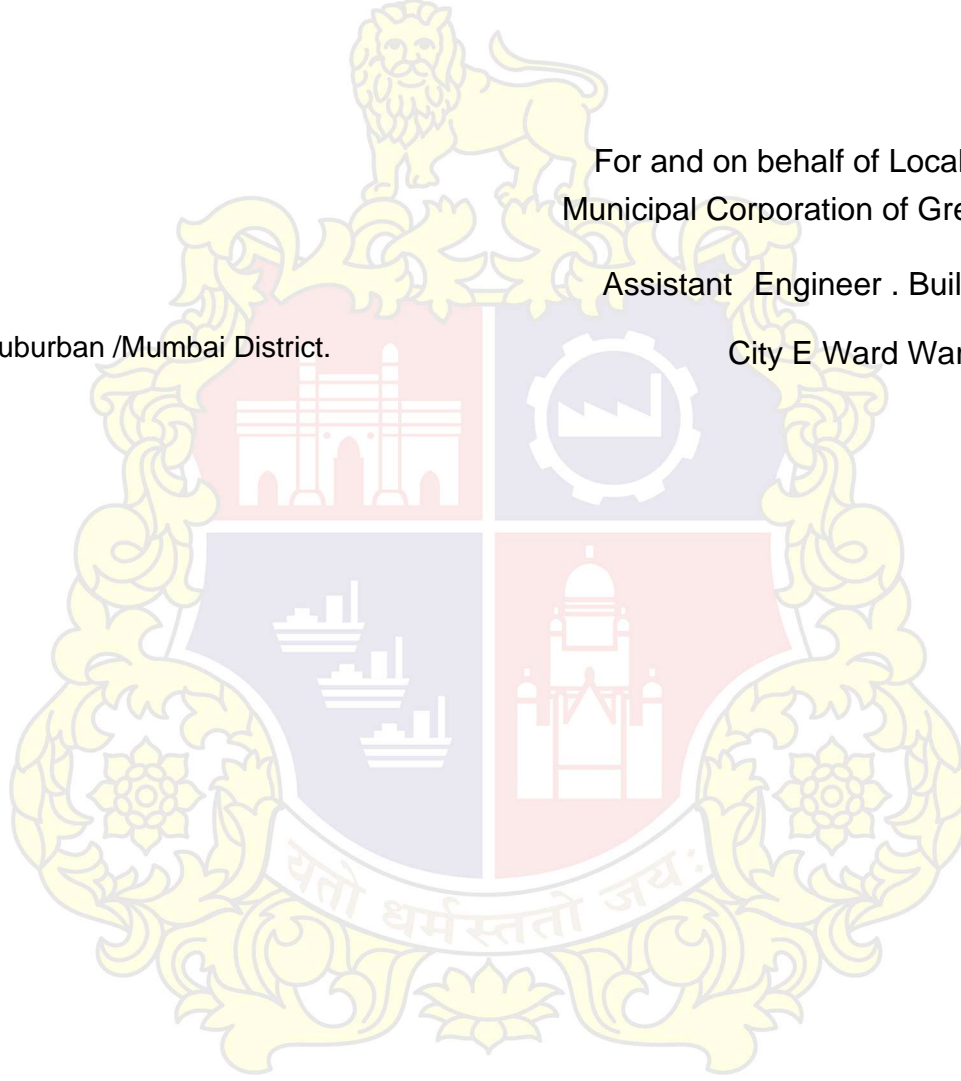 For and on behalf of Local
Municipal Corporation of Gre
Assistant Engineer . Buil
uburban /Mumbai District.
City E Ward War
यतो धर्मस्ततो जय: